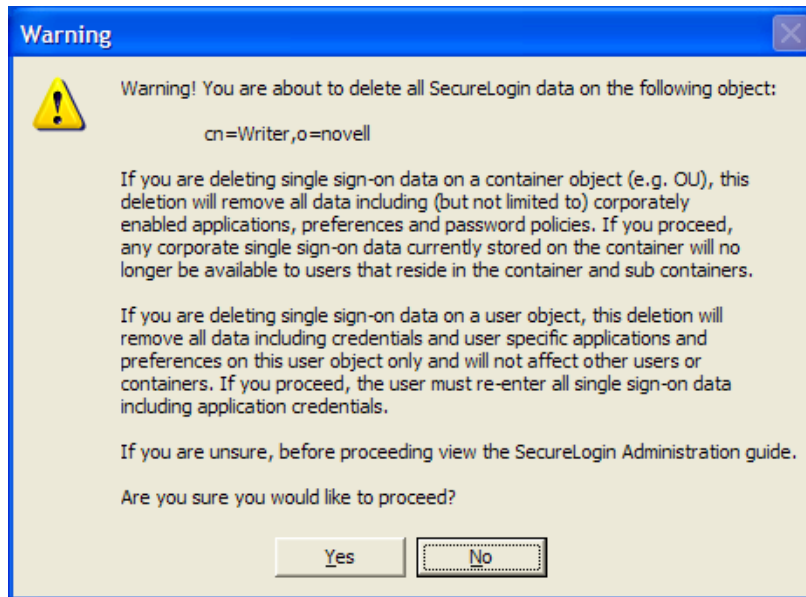 Warning
Warning! You are about to delete all SecureLogin data on the following object:
cn=Writer,o=novell
If you are deleting single sign-on data on a container object (e.g. OU), this
deletion will remove all data including (but not limited to) corporately
enabled applications, preferences and password policies. If you proceed,
any corporate single sign-on data currently stored on the container will no
longer be available to users that reside in the container and sub containers.
If you are deleting single sign-on data on a user object, this deletion will
remove all data including credentials and user specific applications and
preferences on this user object only and will not affect other users or
containers. If you proceed, the user must re-enter all single sign-on data
including application credentials.
If you are unsure, before proceeding view the SecureLogin Administration guide.
Are you sure you would like to proceed?
Yes No